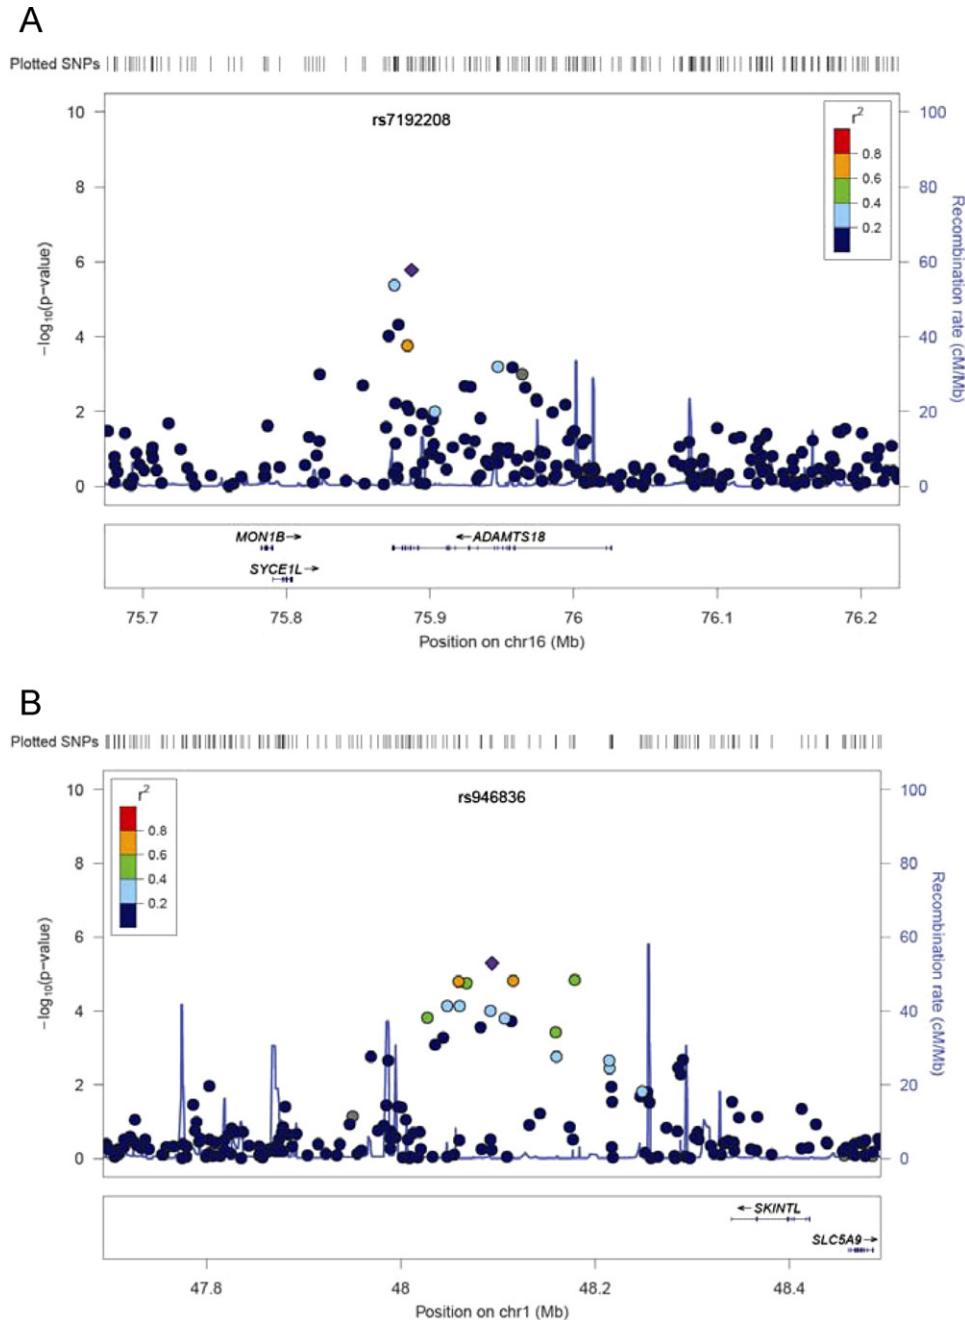 A
Plotted SNPs
rs7192208
10
8
6
4
2
0
−log10(p−value)
r2
0.8
0.6
0.4
0.2
100
80
60
40
20
0
Recombination rate (cM/Mb)
MON1B→
←ADAMTS18
SYCE1L→
75.7 75.8 75.9 76 76.1 76.2
Position on chr16 (Mb)
B
Plotted SNPs
rs946836
10
8
6
4
2
0
−log10(p−value)
r2
0.8
0.6
0.4
0.2
100
80
60
40
20
0
Recombination rate (cM/Mb)
←SKINTL
SLC5A9→
47.8 48 48.2 48.4
Position on chr1 (Mb)